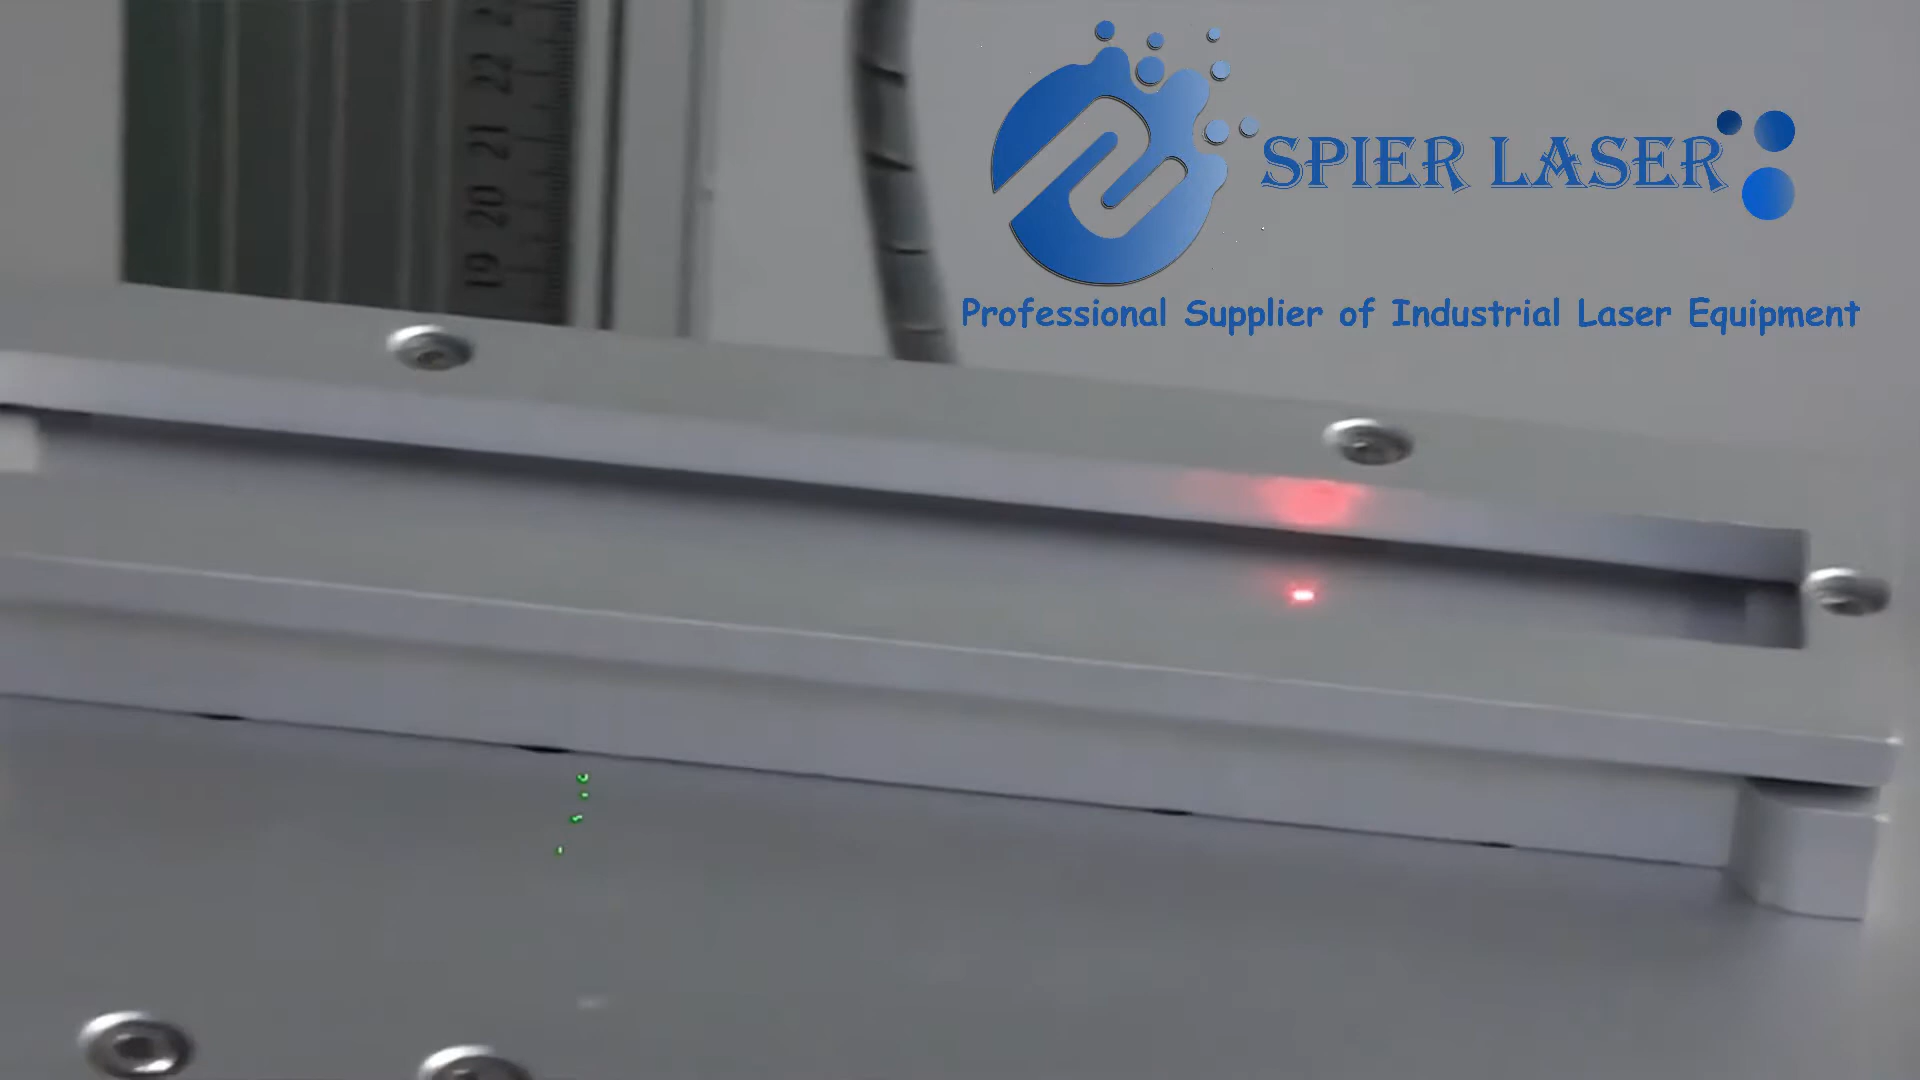 22
21
20
19
SPIER LASER
Professional Supplier of Industrial Laser Equipment